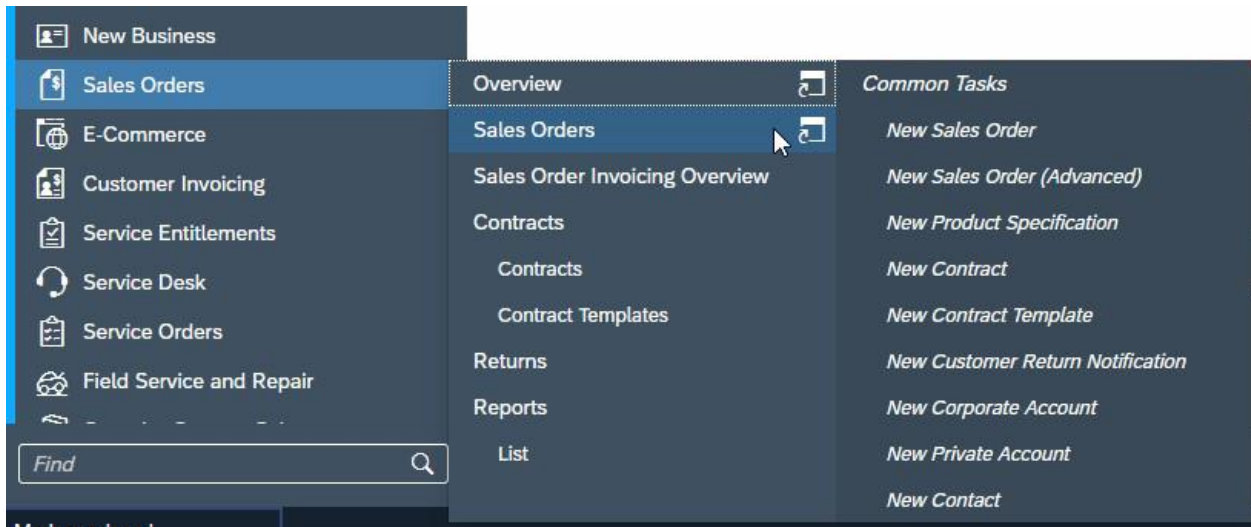 New Business
Sales Orders
E-Commerce
Customer Invoicing
Service Entitlements
Service Desk
Service Orders
Field Service and Repair
Find
Overview
Sales Orders
Sales Order Invoicing Overview
Contracts
Contracts
Contract Templates
Returns
Reports
List
Common Tasks
New Sales Order
New Sales Order (Advanced)
New Product Specification
New Contract
New Contract Template
New Customer Return Notification
New Corporate Account
New Private Account
New Contact